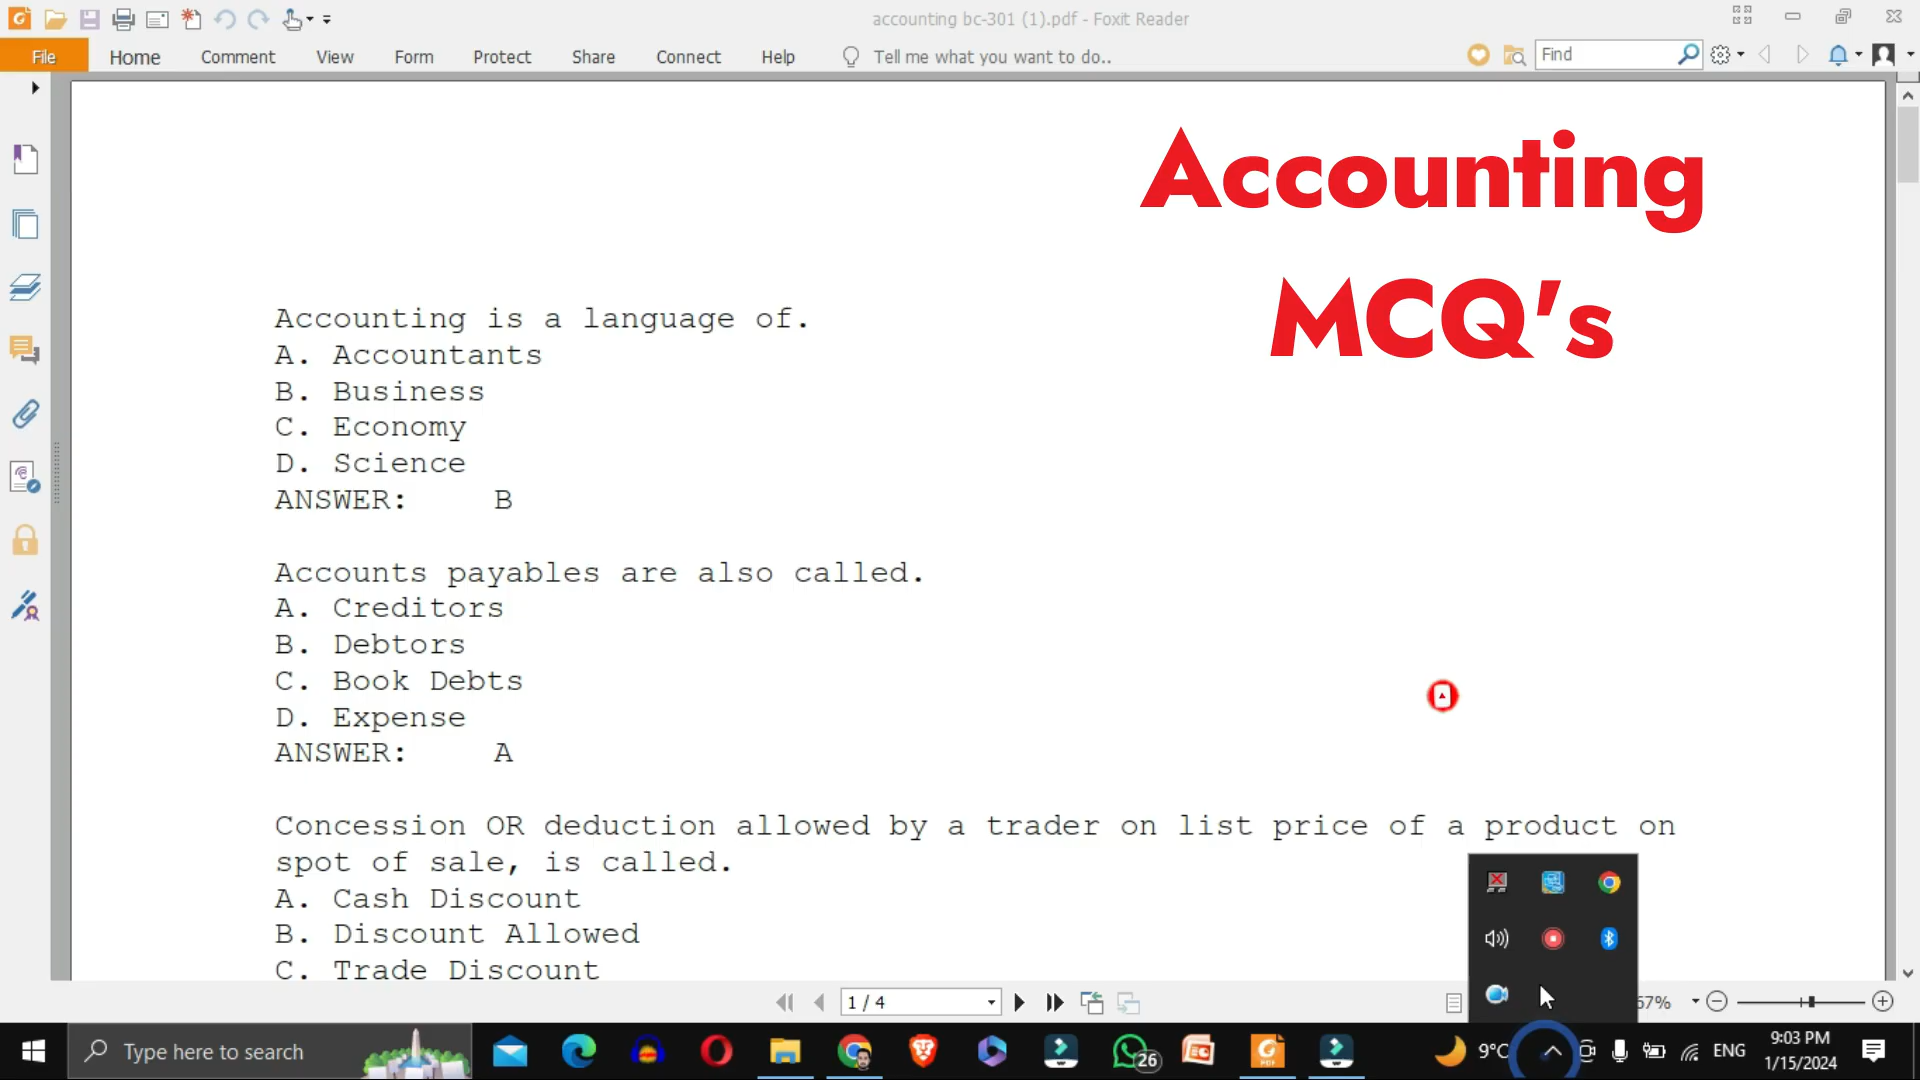 accounting bc-301 (1).pdf - Foxit Reader
File
Home
Comment
View
Form
Protect
Share
Connect
Help
Tell me what you want to do..
Find
Accounting
MCQ's
Accounting is a language of.
A. Accountants
B. Business
C. Economy
D. Science
ANSWER: B
Accounts payables are also called.
A. Creditors
B. Debtors
C. Book Debts
D. Expense
ANSWER: A
Concession OR deduction allowed by a trader on list price of a product on
spot of sale, is called.
A. Cash Discount
B. Discount Allowed
C. Trade Discount
1 / 4
67%
Type here to search
26
9°C
ENG
9:03 PM
1/15/2024